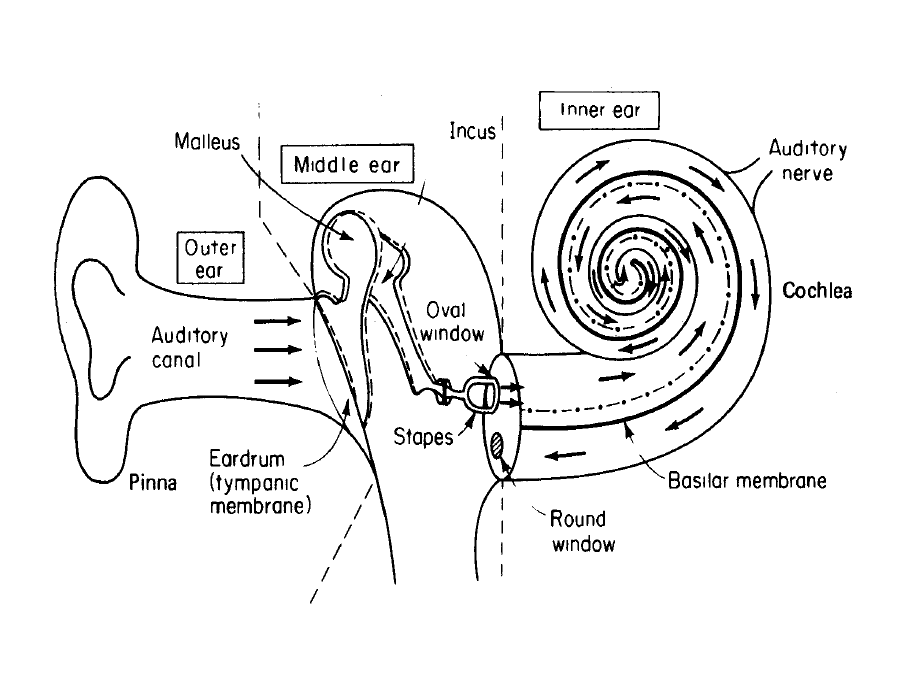 Inner ear
Incus
Malleus
Middle ear
Auditory
nerve
Outer
ear
Cochlea
Oval
window
Auditory
canal
Stapes
Eardrum
(tympanic
membrane)
Pinna
Basilar membrane
Round
window